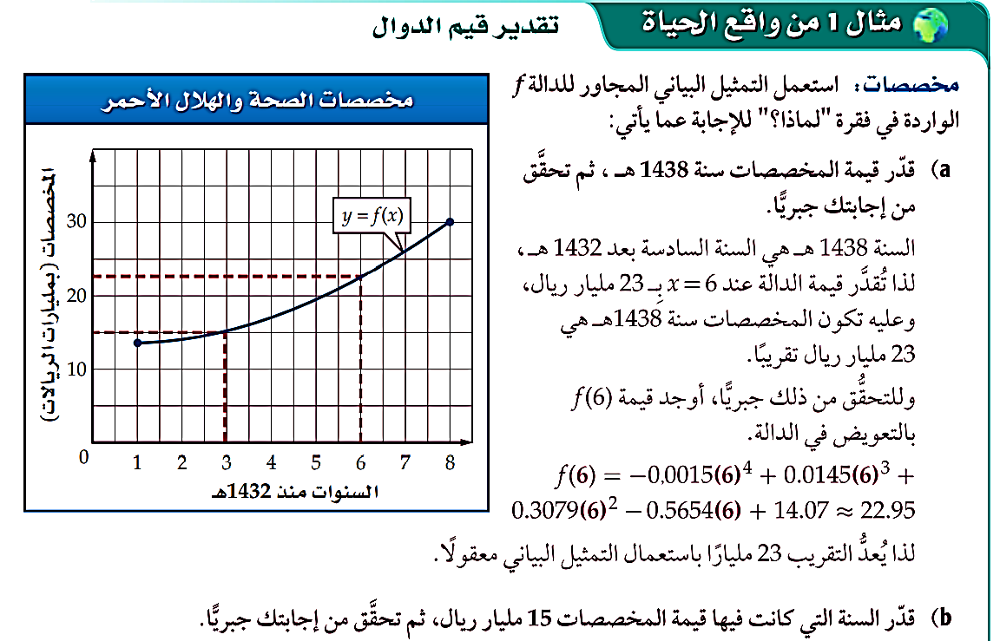 مثال 1 من واقع الحياة
تقدير قيم الدوال
مخصصات: استعمل التمثيل البياني المجاور للدالة f
الواردة في فقرة "لماذا؟" للإجابة عما يأتي:
a) قدّر قيمة المخصصات سنة 1438 هـ ، ثم تحقَّق
من إجابتك جبريًّا.
السنة 1438 هـ هي السنة السادسة بعد 1432 هـ ،
لذا تُقدَّر قيمة الدالة عند x = 6 بِـ 23 مليار ريال،
وعليه تكون المخصصات سنة 1438هـ هي
23 مليار ريال تقريبًا.
وللتحقُّق من ذلك جبريًّا، أوجد قيمة f(6)
بالتعويض في الدالة.
f(6) = −0.0015(6)⁴ + 0.0145(6)³ +
0.3079(6)² − 0.5654(6) + 14.07 ≈ 22.95
لذا يُعدُّ التقريب 23 مليارًا باستعمال التمثيل البياني معقولًا.
مخصصات الصحة والهلال الأحمر
المخصصات (بمليارات الريالات)
30
20
10
0
y = f(x)
1 2 3 4 5 6 7 8
السنوات منذ 1432هـ
b) قدّر السنة التي كانت فيها قيمة المخصصات 15 مليار ريال، ثم تحقَّق من إجابتك جبريًّا.